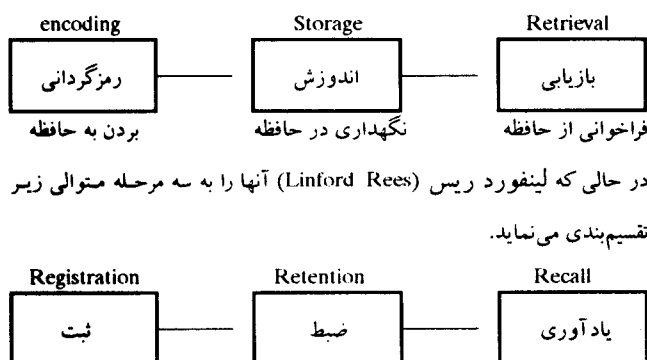 encoding Storage Retrieval
رمزگردانی اندوزش بازیابی
بردن به حافظه نگهداری در حافظه فراخوانی از حافظه
در حالی که لینفورد ریس (Linford Rees) آنها را به سه مرحله متوالی زیر
تقسیم‌بندی می‌نماید.
Registration Retention Recall
ثبت ضبط یادآوری